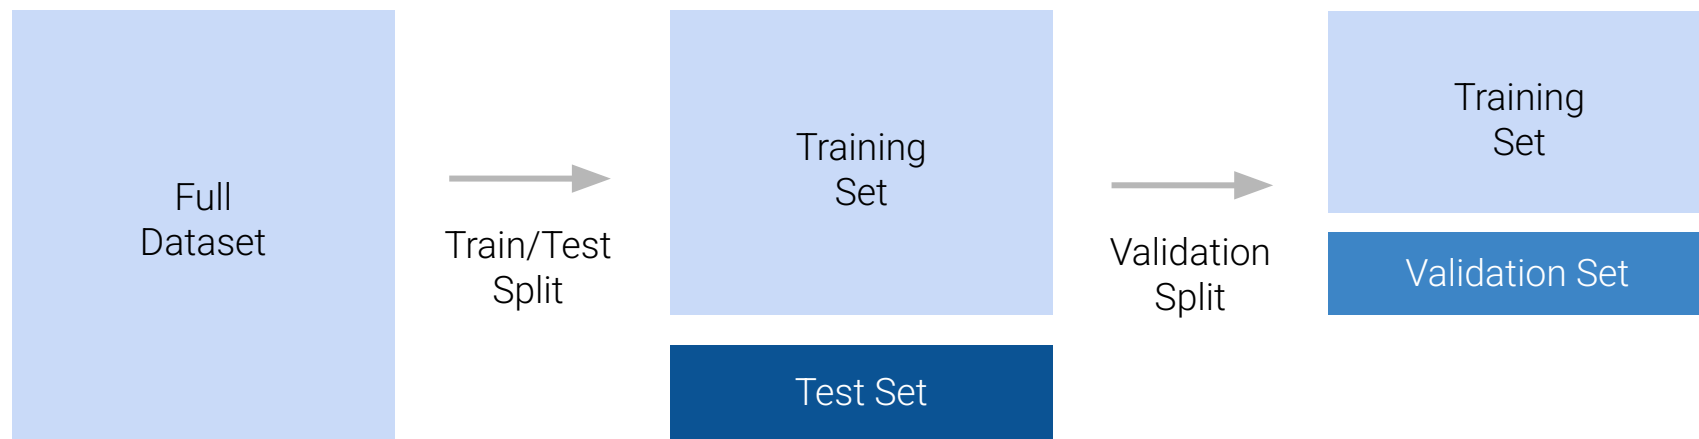 Full
Dataset
Train/Test
Split
Training
Set
Test Set
Validation
Split
Training
Set
Validation Set